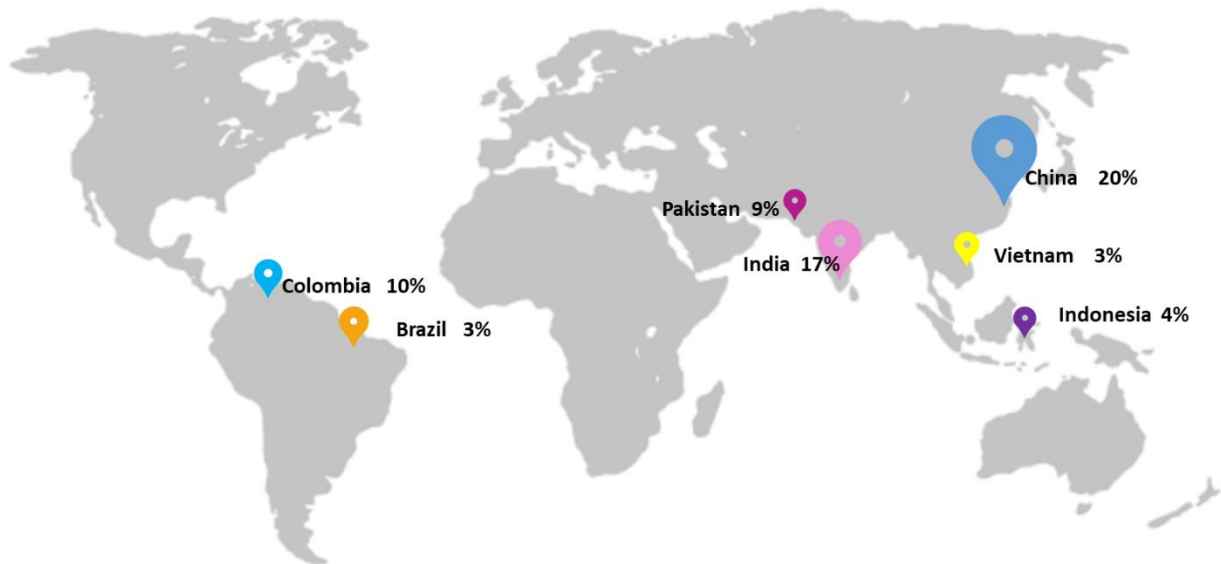 China 20%
Pakistan 9%
India 17%
Vietnam 3%
Colombia 10%
Indonesia 4%
Brazil 3%